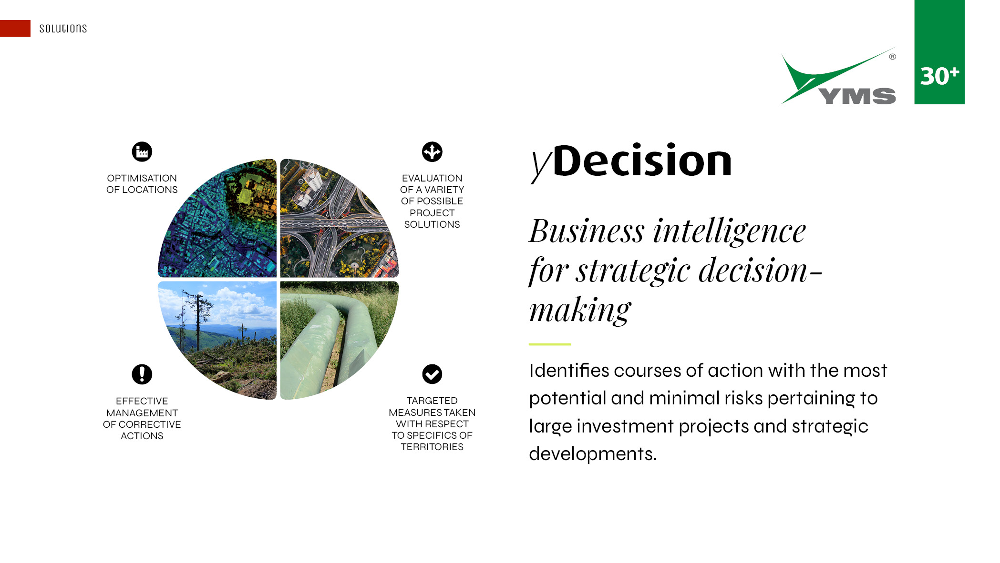 SOLUTIONS
®
YMS
30+
OPTIMISATION
OF LOCATIONS
EVALUATION
OF A VARIETY
OF POSSIBLE
PROJECT
SOLUTIONS
EFFECTIVE
MANAGEMENT
OF CORRECTIVE
ACTIONS
TARGETED
MEASURES TAKEN
WITH RESPECT
TO SPECIFICS OF
TERRITORIES
yDecision
Business intelligence
for strategic decision-
making
Identifies courses of action with the most
potential and minimal risks pertaining to
large investment projects and strategic
developments.